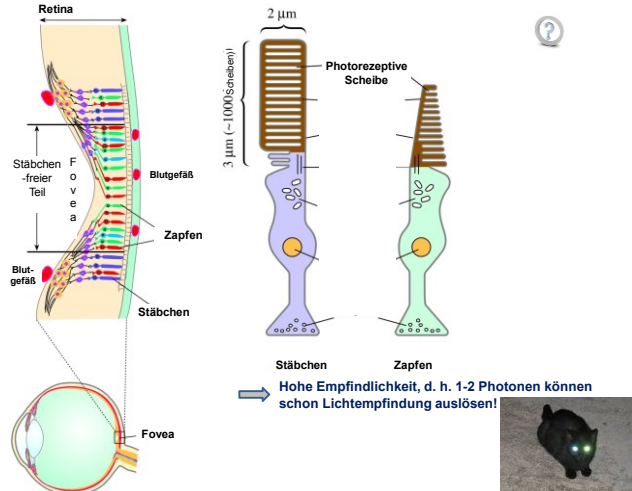 Retina
Stäbchen
-freier
Teil
F
o
v
e
a
Blutgefäß
Zapfen
Blut-
gefäß
Stäbchen
Fovea
2 µm
3 µm (~1000 Scheiben)
Photorezeptive
Scheibe
Stäbchen
Zapfen
Hohe Empfindlichkeit, d. h. 1-2 Photonen können
schon Lichtempfindung auslösen!
?